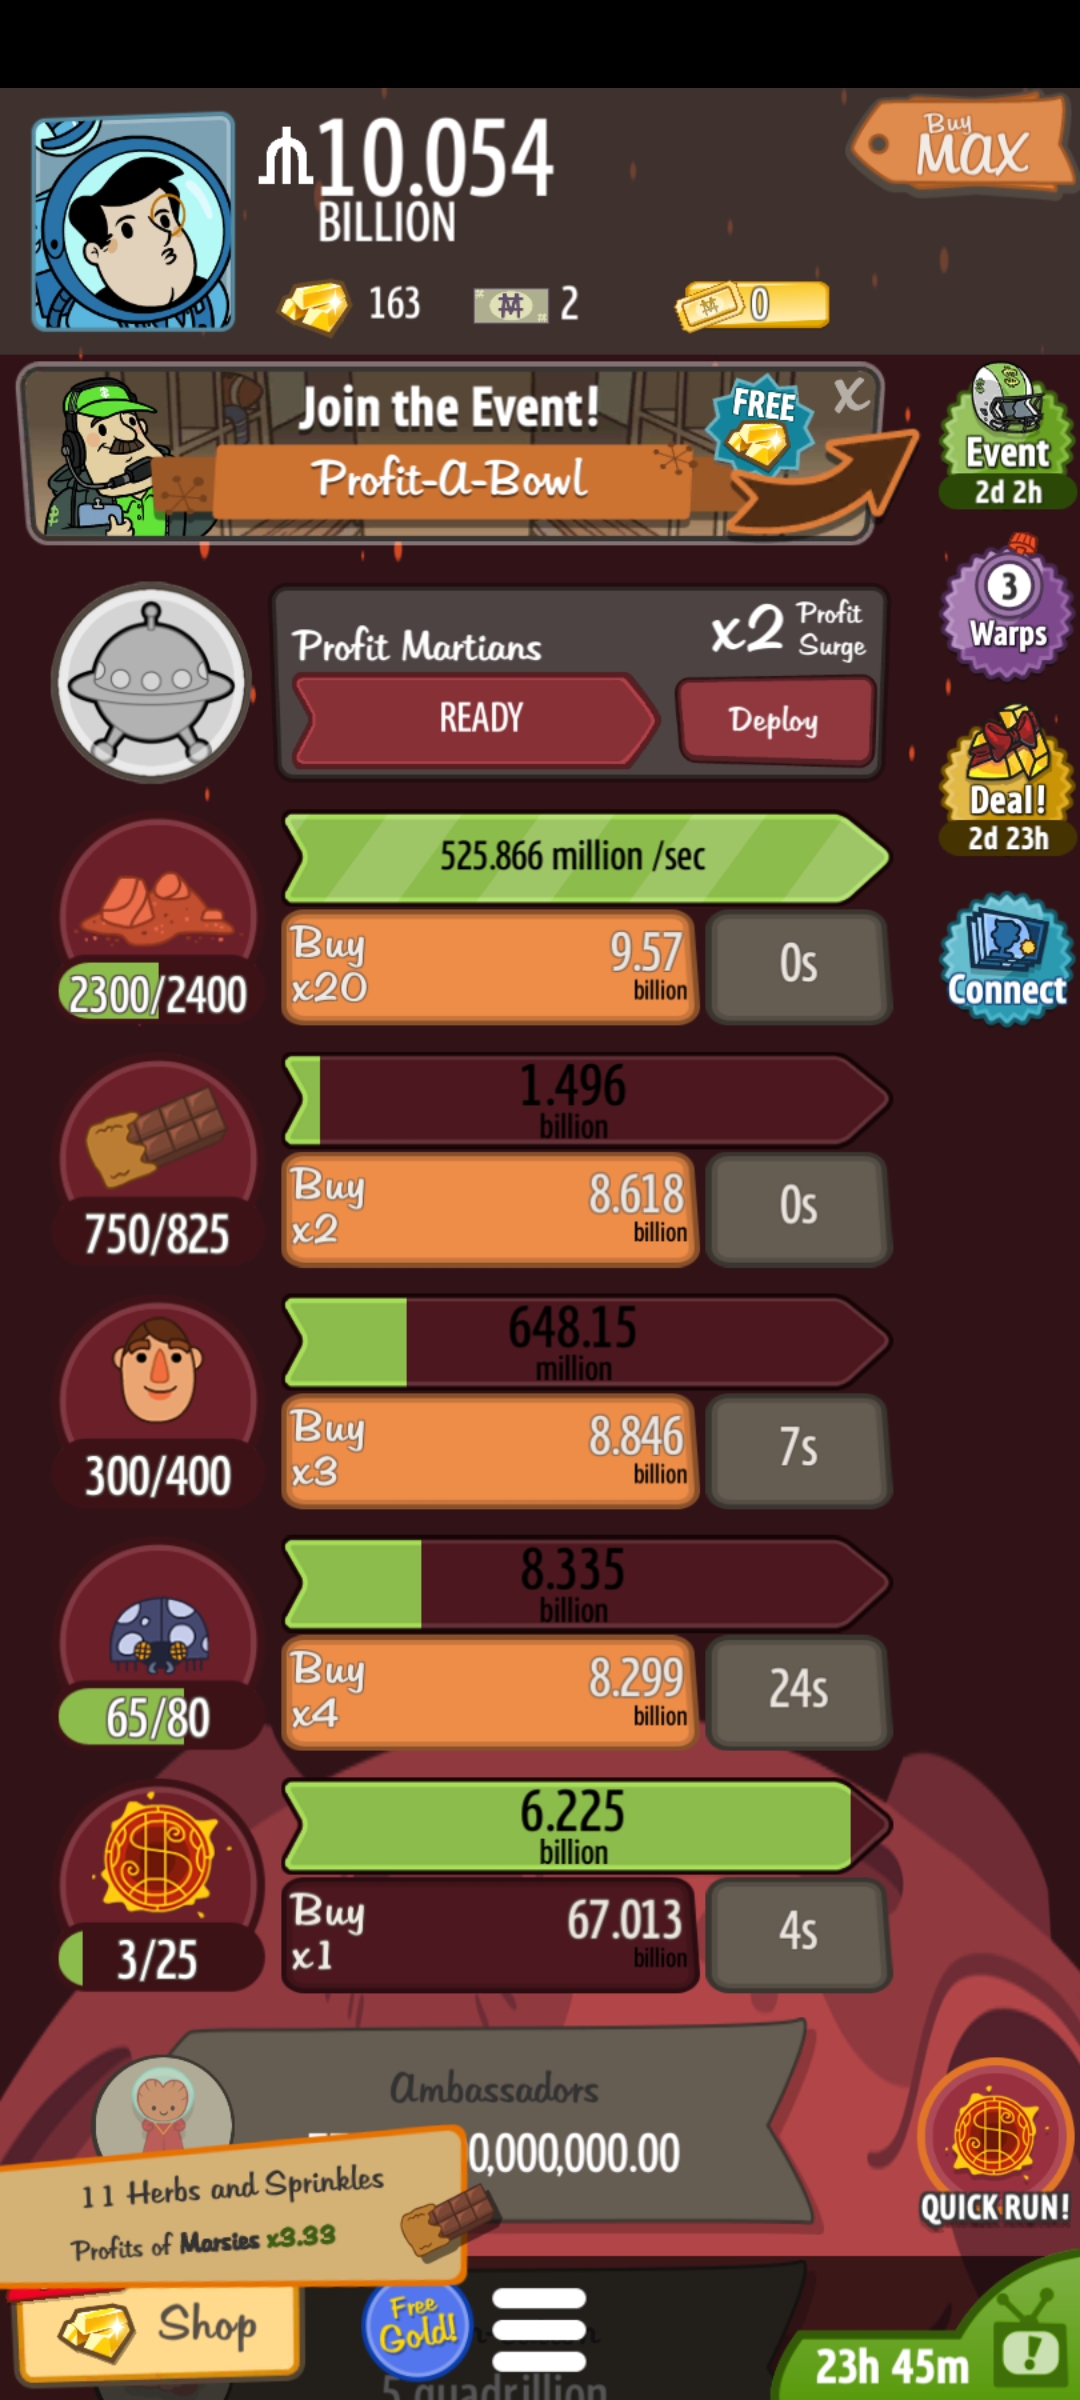 10.054
BILLION
Buy
MAX
163
2
0
Join the Event!
Profit-A-Bowl
FREE
X
Event
2d 2h
3
Warps
Profit Martians
x2 Profit Surge
READY
Deploy
Deal!
2d 23h
525.866 million /sec
Buy x20
9.57 billion
0s
2300/2400
Connect
1.496
billion
Buy x2
8.618 billion
0s
750/825
648.15
million
Buy x3
8.846 billion
7s
300/400
8.335
billion
Buy x4
8.299 billion
24s
65/80
6.225
billion
Buy x1
67.013 billion
4s
3/25
Ambassadors
0,000,000.00
11 Herbs and Sprinkles
Profits of Marsies x3.33
QUICK RUN!
Shop
Free Gold!
23h 45m
5 quadrillion